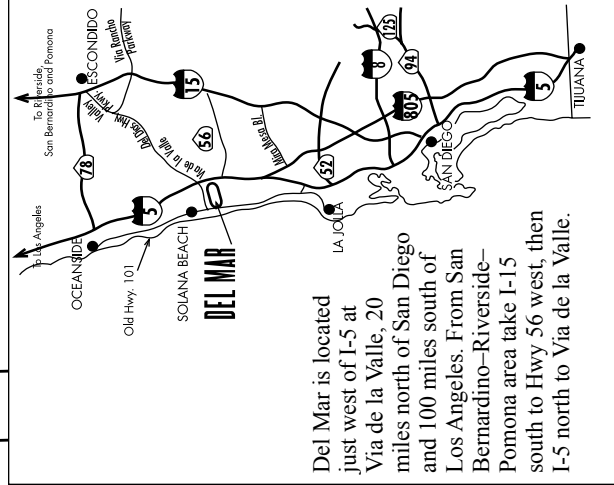 To Riverside,
San Bernardino and Pomona
To Los Angeles
ESCONDIDO
Via Rancho
Parkway
Valley
Pkwy.
Del Dios Hwy.
78
15
OCEANSIDE
5
Old Hwy. 101
Via de la Valle
56
SOLANA BEACH
DEL MAR
Mira Mesa Bl.
52
LA JOLLA
805
8
125
94
SAN DIEGO
5
TIJUANA
Del Mar is located
just west of I-5 at
Via de la Valle, 20
miles north of San Diego
and 100 miles south of
Los Angeles. From San
Bernardino–Riverside–
Pomona area take I-15
south to Hwy 56 west, then
I-5 north to Via de la Valle.